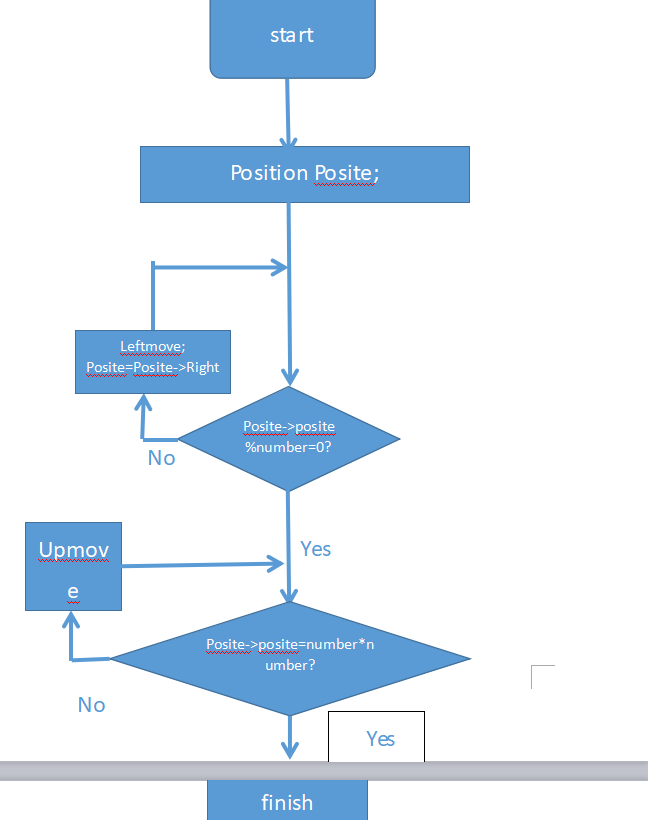 start
Position Posite;
Leftmove;
Posite=Posite->Right
Posite->posite
%number=0?
No
Yes
Upmov
e
Posite->posite=number*n
umber?
No
Yes
finish